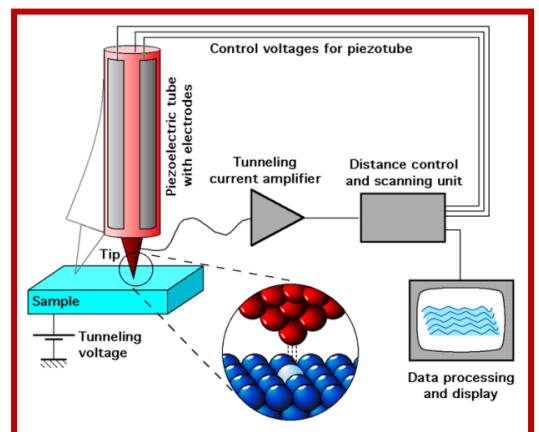 Control voltages for piezotube
Piezoelectric tube
with electrodes
Tunneling
current amplifier
Distance control
and scanning unit
Tip
Sample
Tunneling
voltage
Data processing
and display